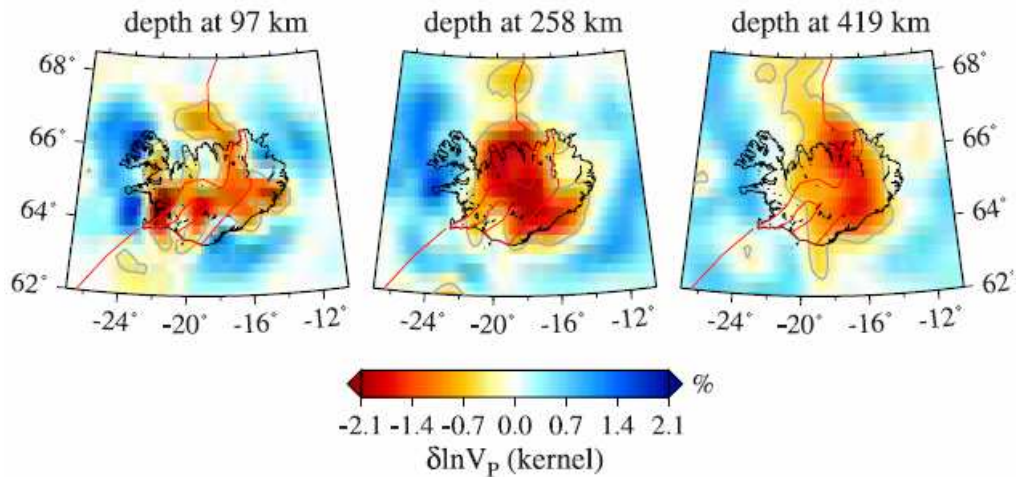 depth at 97 km
depth at 258 km
depth at 419 km
68°
66°
64°
62°
68°
66°
64°
62°
-24° -20° -16° -12°
-24° -20° -16° -12°
-24° -20° -16° -12°
%
-2.1 -1.4 -0.7 0.0 0.7 1.4 2.1
δlnV_P (kernel)